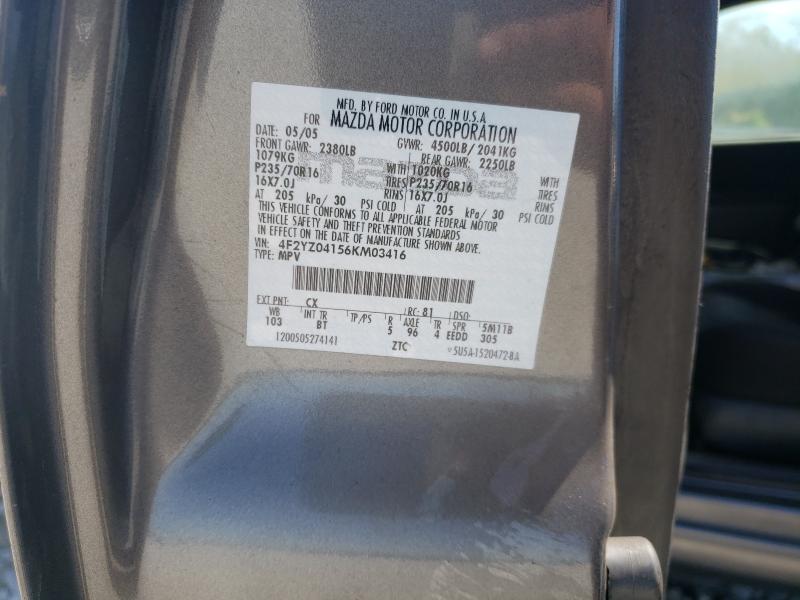 MFD. BY FORD MOTOR CO. IN U.S.A.
FOR MAZDA MOTOR CORPORATION
DATE: 05/05 GVWR: 4500LB/ 2041KG
FRONT GAWR: 2380LB REAR GAWR: 2250LB
1079KG WITH 1020KG WITH
P235/70R16 TIRES P235/70R16 TIRES
16X7.0J RIMS 16X7.0J RIMS
AT 205 kPa/ 30 PSI COLD AT 205 kPa/ 30 PSI COLD
THIS VEHICLE CONFORMS TO ALL APPLICABLE FEDERAL MOTOR
VEHICLE SAFETY AND THEFT PREVENTION STANDARDS
IN EFFECT ON THE DATE OF MANUFACTURE SHOWN ABOVE.
VIN: 4F2YZ04156KM03416
TYPE: MPV
EXT PNT: CX RC: 81 DSO:
WB INT TR TP/PS R AXLE TR SPR 5M11B
103 BT 5 96 4 EEDD 305
1200505274141 ZTC 5U5A-1520472-BA
mazda